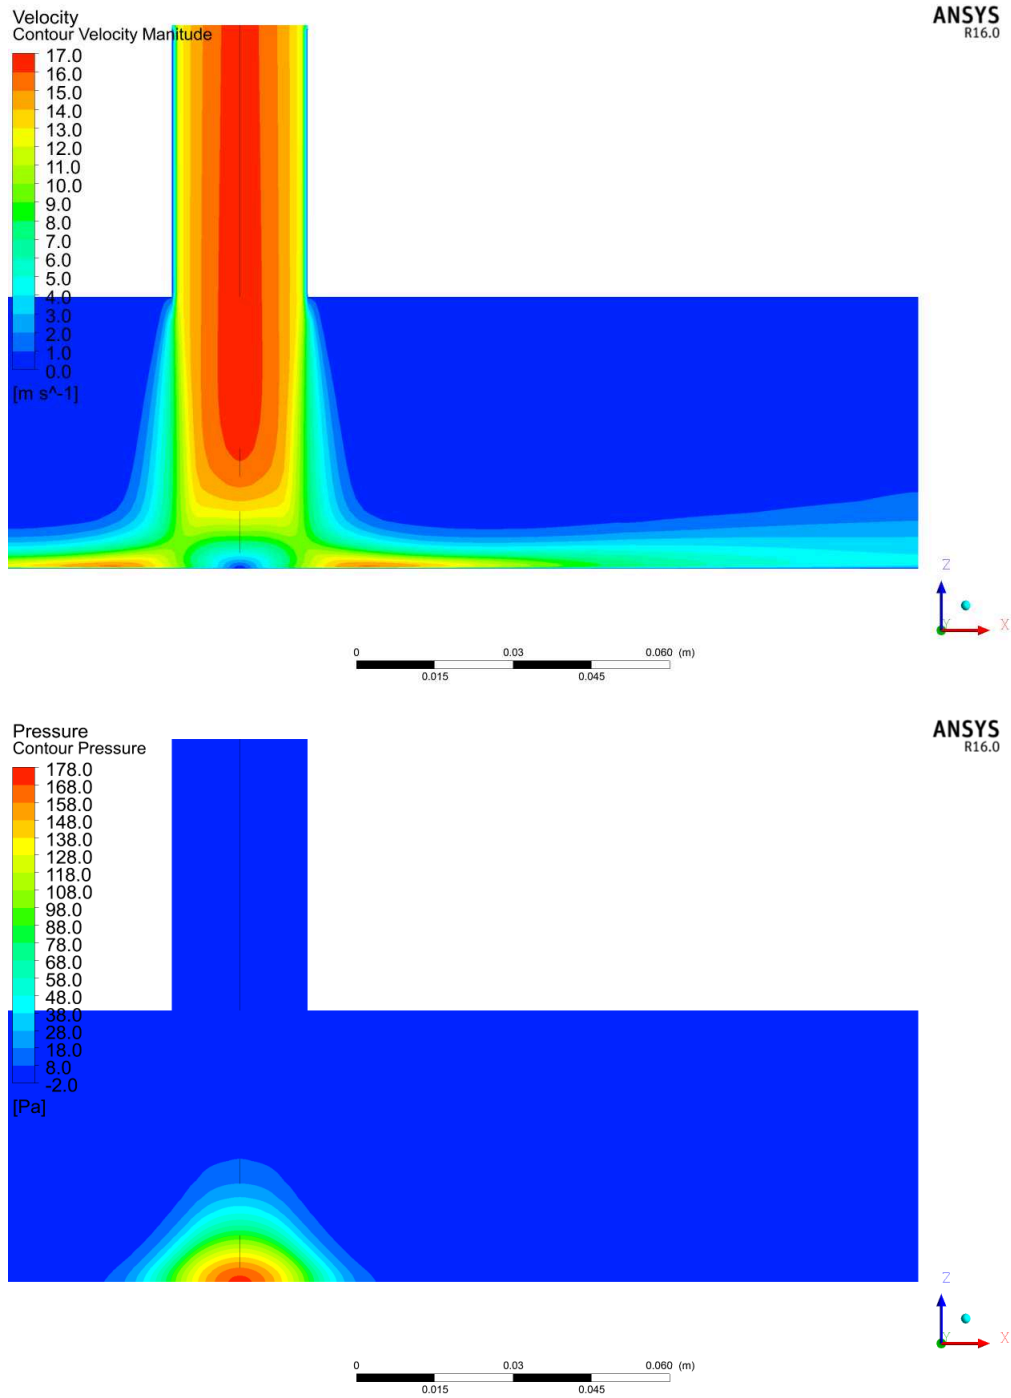 Velocity
Contour Velocity Manitude
ANSYS
R16.0
17.0
16.0
15.0
14.0
13.0
12.0
11.0
10.0
9.0
8.0
7.0
6.0
5.0
4.0
3.0
2.0
1.0
0.0
[m s^-1]
Z
Y
X
0 0.03 0.060 (m)
0.015 0.045
Pressure
Contour Pressure
ANSYS
R16.0
178.0
168.0
158.0
148.0
138.0
128.0
118.0
108.0
98.0
88.0
78.0
68.0
58.0
48.0
38.0
28.0
18.0
8.0
-2.0
[Pa]
Z
Y
X
0 0.03 0.060 (m)
0.015 0.045